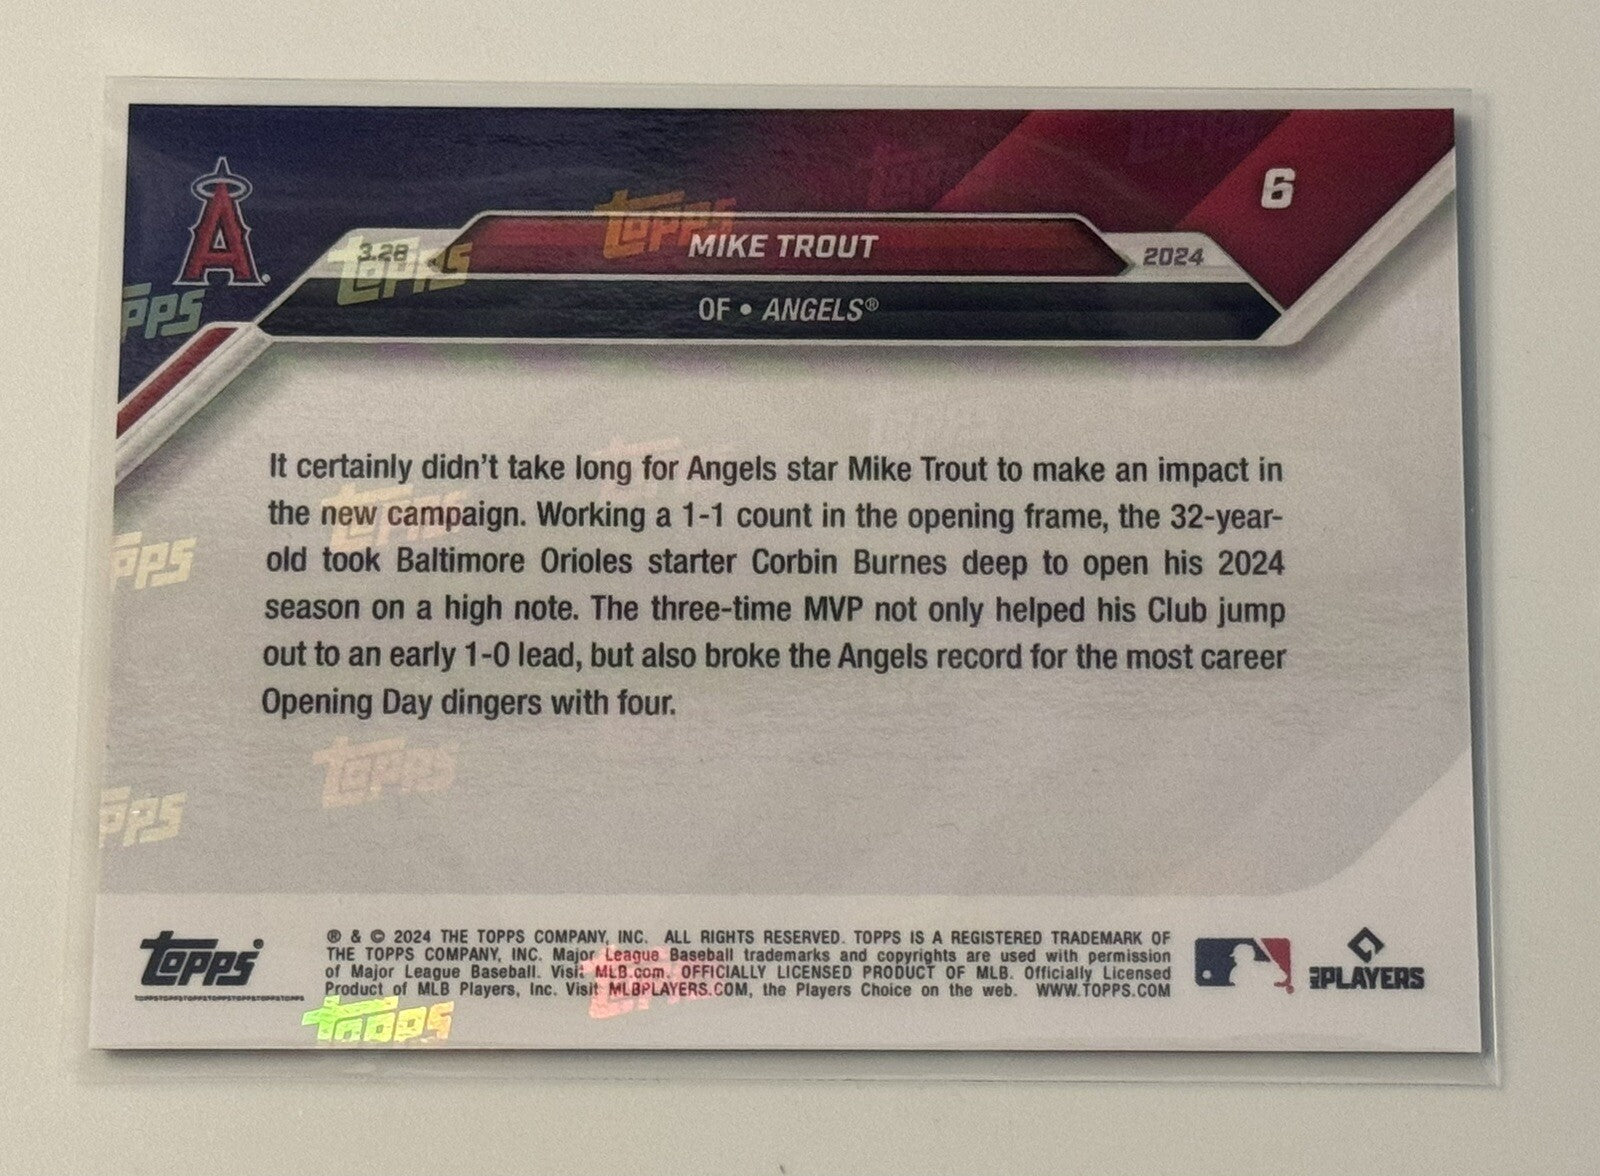 6
3.28
MIKE TROUT
2024
OF • ANGELS®
It certainly didn't take long for Angels star Mike Trout to make an impact in
the new campaign. Working a 1-1 count in the opening frame, the 32-year-
old took Baltimore Orioles starter Corbin Burnes deep to open his 2024
season on a high note. The three-time MVP not only helped his Club jump
out to an early 1-0 lead, but also broke the Angels record for the most career
Opening Day dingers with four.
topps
® & © 2024 THE TOPPS COMPANY, INC. ALL RIGHTS RESERVED. TOPPS IS A REGISTERED TRADEMARK OF
THE TOPPS COMPANY, INC. Major League Baseball trademarks and copyrights are used with permission
of Major League Baseball. Visit MLB.com. OFFICIALLY LICENSED PRODUCT OF MLB. Officially Licensed
Product of MLB Players, Inc. Visit MLBPLAYERS.COM, the Players Choice on the web. WWW.TOPPS.COM
MLB PLAYERS